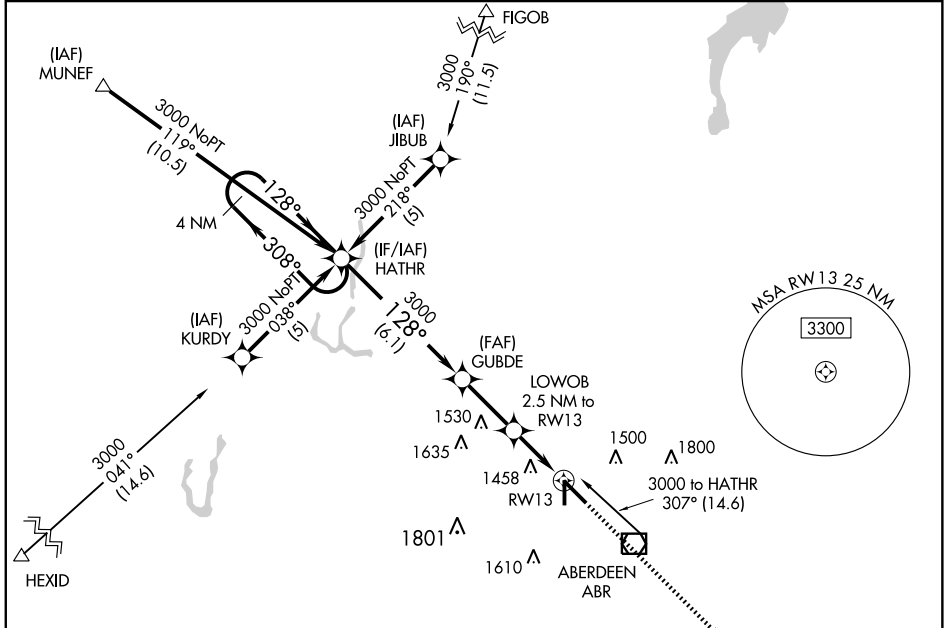 FIGOB
(IAF)
MUNEF
3000
190°
(11.5)
3000 NoPT
119°
(10.5)
(IAF)
JIBUB
3000 NoPT
218°
(5)
128°
4 NM
308°
(IF/IAF)
HATHR
3000 NoPT
038°
(5)
(IAF)
KURDY
3000
128°
(6.1)
MSA RW13 25 NM
3300
(FAF)
GUBDE
LOWOB
2.5 NM to
RW13
1530
1635
1500
1800
1458
RW13
3000 to HATHR
307° (14.6)
3000
041°
(14.6)
1801
1610
HEXID
ABERDEEN
ABR